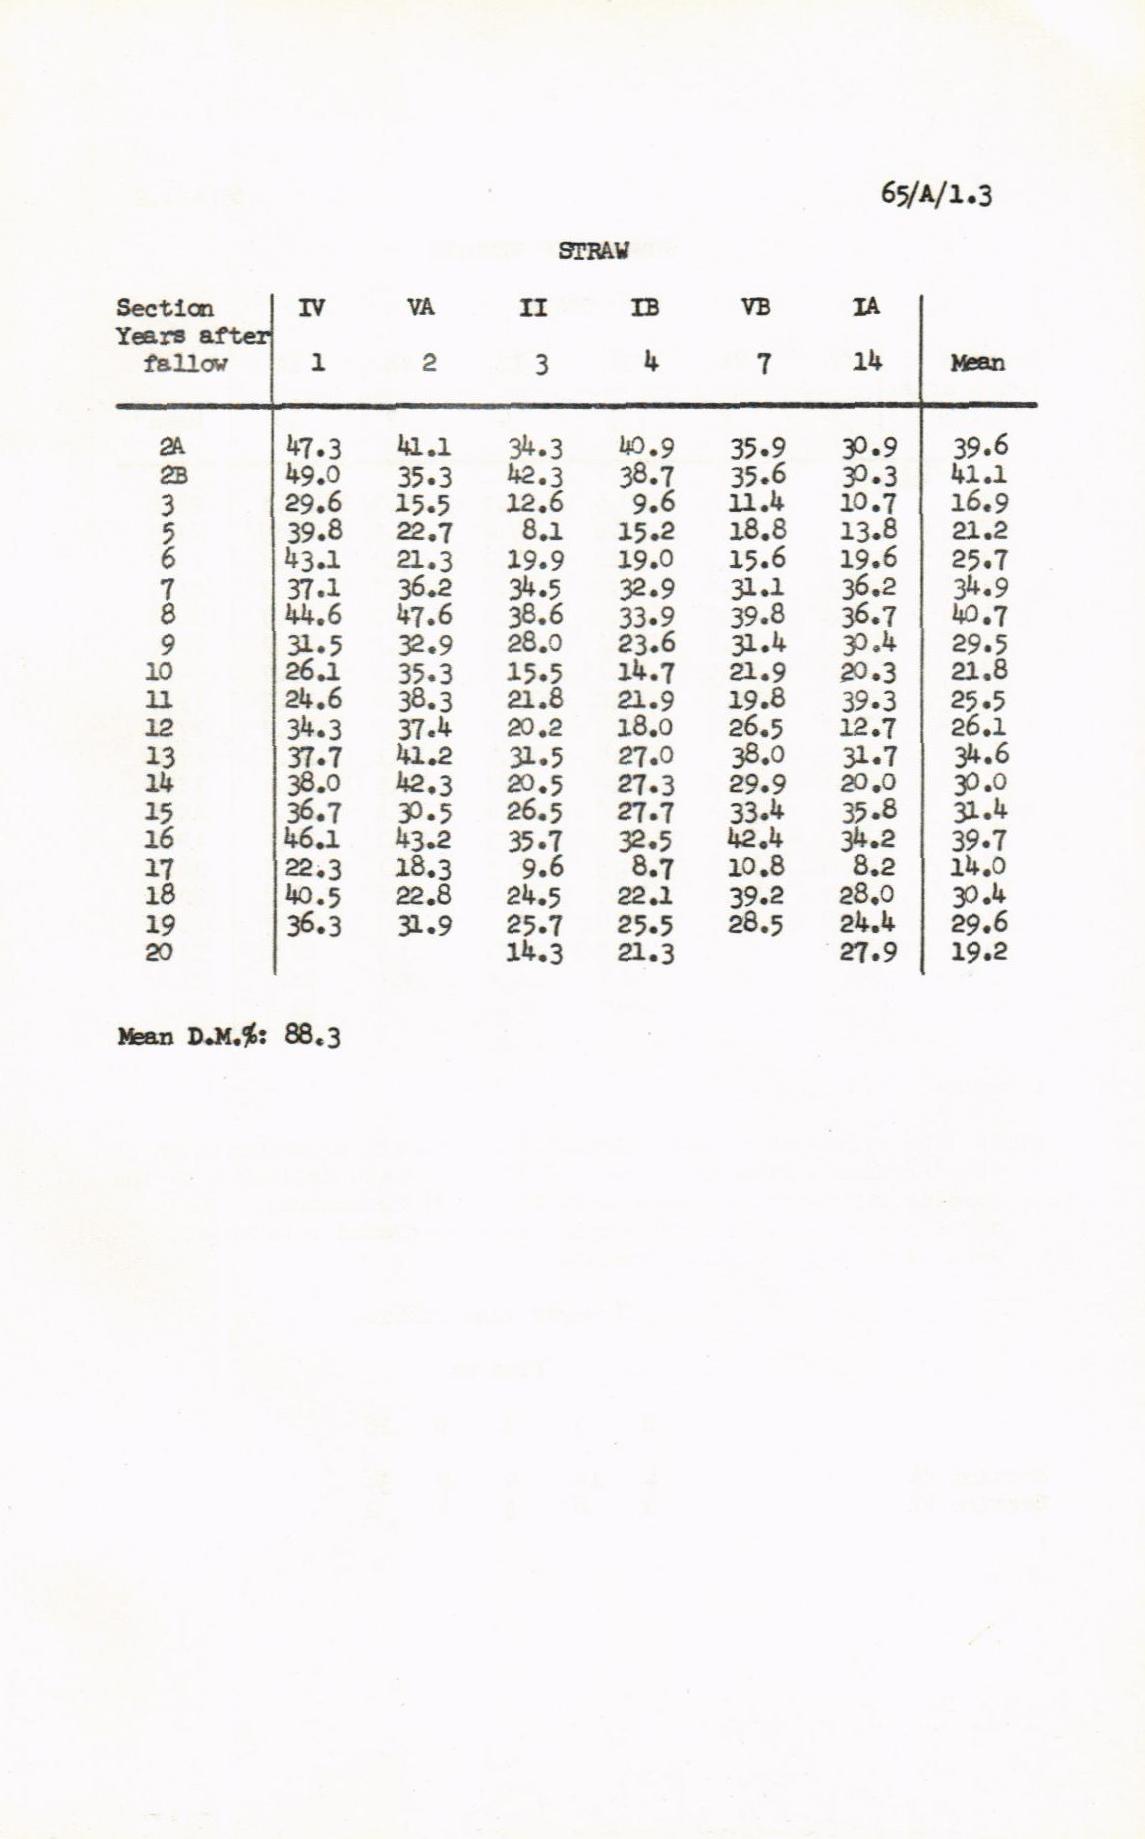 65/A/1.3
STRAW
Section IV VA II IB VB IA
Years after
fallow 1 2 3 4 7 14 Mean
2A 47.3 41.1 34.3 40.9 35.9 30.9 39.6
2B 49.0 35.3 42.3 38.7 35.6 30.3 41.1
3 29.6 15.5 12.6 9.6 11.4 10.7 16.9
5 39.8 22.7 8.1 15.2 18.8 13.8 21.2
6 43.1 21.3 19.9 19.0 15.6 19.6 25.7
7 37.1 36.2 34.5 32.9 31.1 36.2 34.9
8 44.6 47.6 38.6 33.9 39.8 36.7 40.7
9 31.5 32.9 28.0 23.6 31.4 30.4 29.5
10 26.1 35.3 15.5 14.7 21.9 20.3 21.8
11 24.6 38.3 21.8 21.9 19.8 39.3 25.5
12 34.3 37.4 20.2 18.0 26.5 12.7 26.1
13 37.7 41.2 31.5 27.0 38.0 31.7 34.6
14 38.0 42.3 20.5 27.3 29.9 20.0 30.0
15 36.7 30.5 26.5 27.7 33.4 35.8 31.4
16 46.1 43.2 35.7 32.5 42.4 34.2 39.7
17 22.3 18.3 9.6 8.7 10.8 8.2 14.0
18 40.5 22.8 24.5 22.1 39.2 28.0 30.4
19 36.3 31.9 25.7 25.5 28.5 24.4 29.6
20 14.3 21.3 27.9 19.2
Mean D.M.%: 88.3